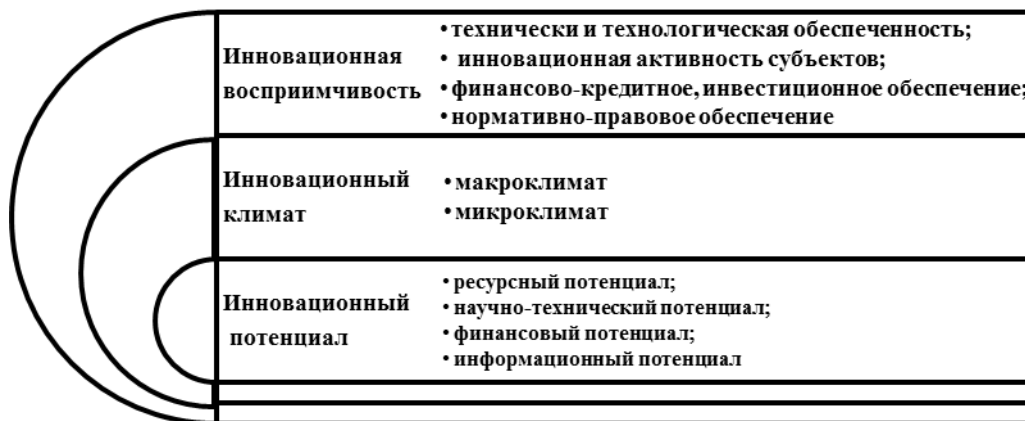 Инновационная
восприимчивость
• технически и технологическая обеспеченность;
• инновационная активность субъектов;
• финансово-кредитное, инвестиционное обеспечение;
• нормативно-правовое обеспечение
Инновационный
климат
• макроклимат
• микроклимат
Инновационный
потенциал
• ресурсный потенциал;
• научно-технический потенциал;
• финансовый потенциал;
• информационный потенциал